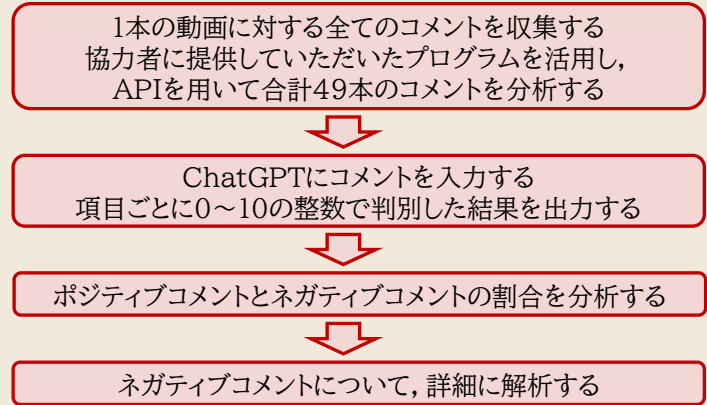 1本の動画に対する全てのコメントを収集する
協力者に提供していただいたプログラムを活用し,
APIを用いて合計49本のコメントを分析する
ChatGPTにコメントを入力する
項目ごとに0～10の整数で判別した結果を出力する
ポジティブコメントとネガティブコメントの割合を分析する
ネガティブコメントについて,詳細に解析する